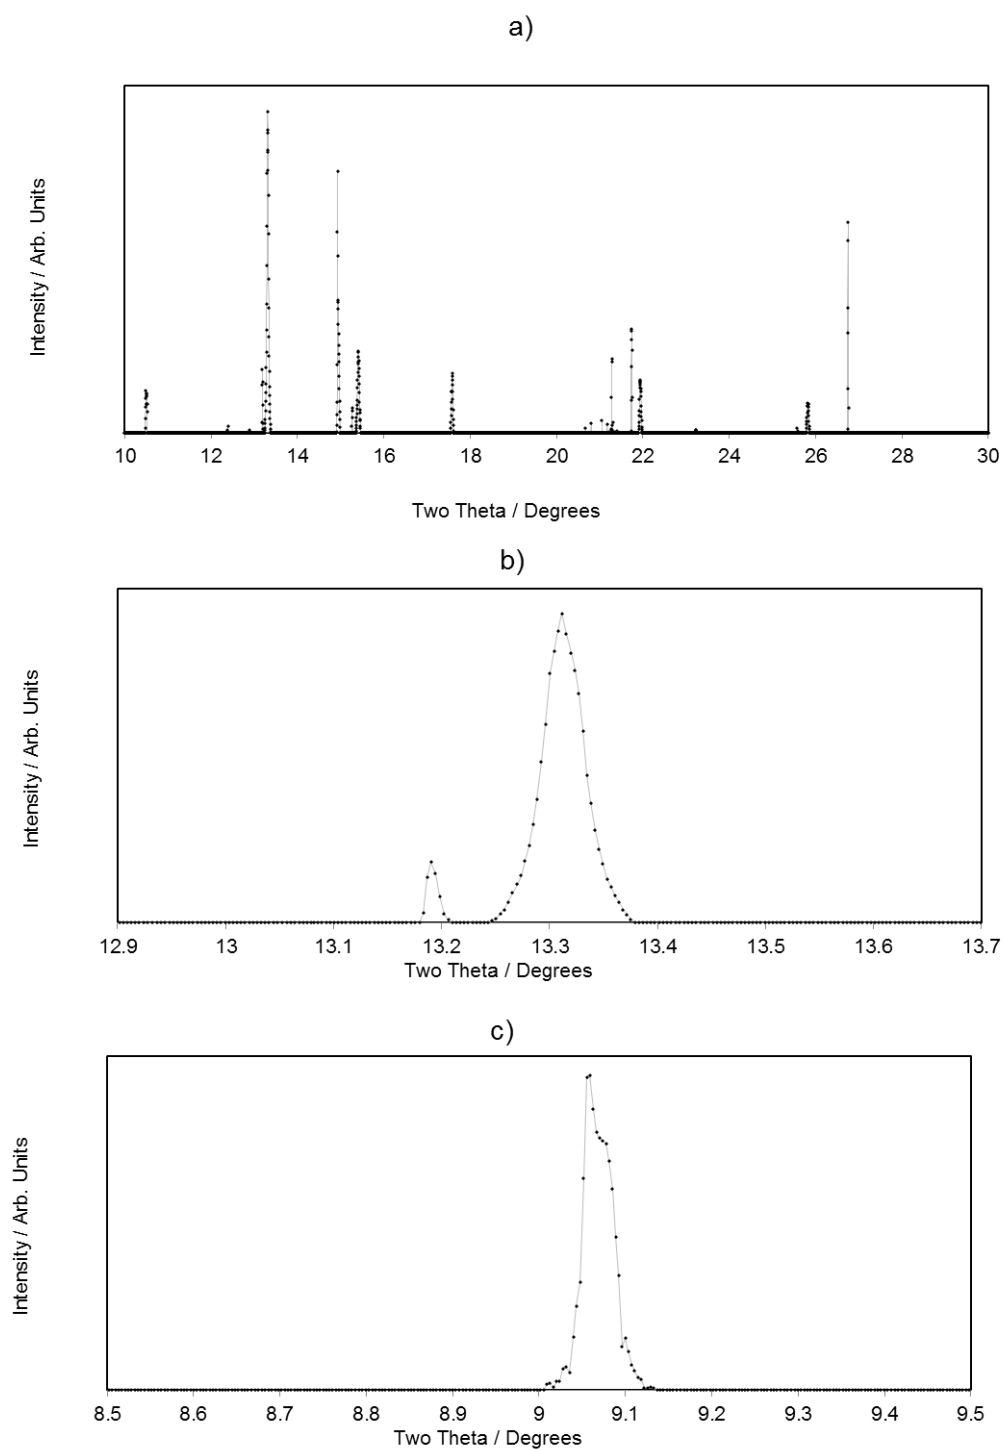 a)
Intensity / Arb. Units
10 12 14 16 18 20 22 24 26 28 30
Two Theta / Degrees
b)
Intensity / Arb. Units
12.9 13 13.1 13.2 13.3 13.4 13.5 13.6 13.7
Two Theta / Degrees
c)
Intensity / Arb. Units
8.5 8.6 8.7 8.8 8.9 9 9.1 9.2 9.3 9.4 9.5
Two Theta / Degrees